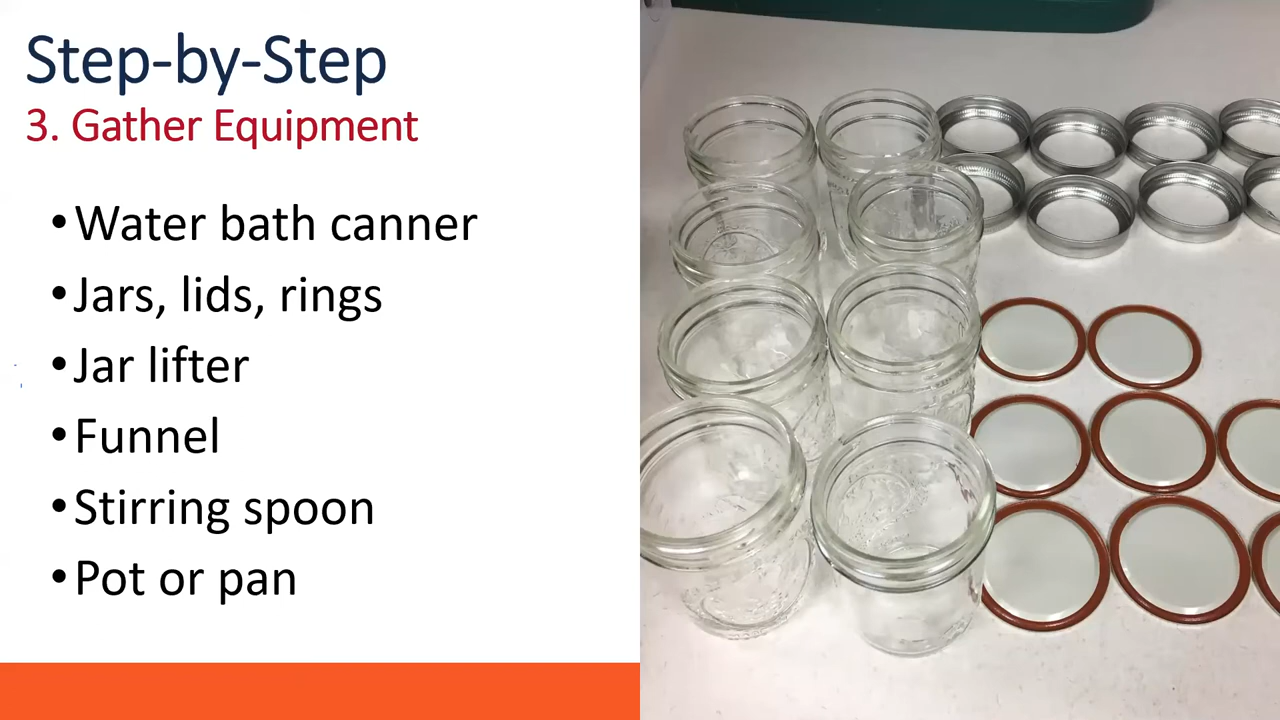 Step-by-Step
3. Gather Equipment
•Water bath canner
•Jars, lids, rings
•Jar lifter
•Funnel
•Stirring spoon
•Pot or pan